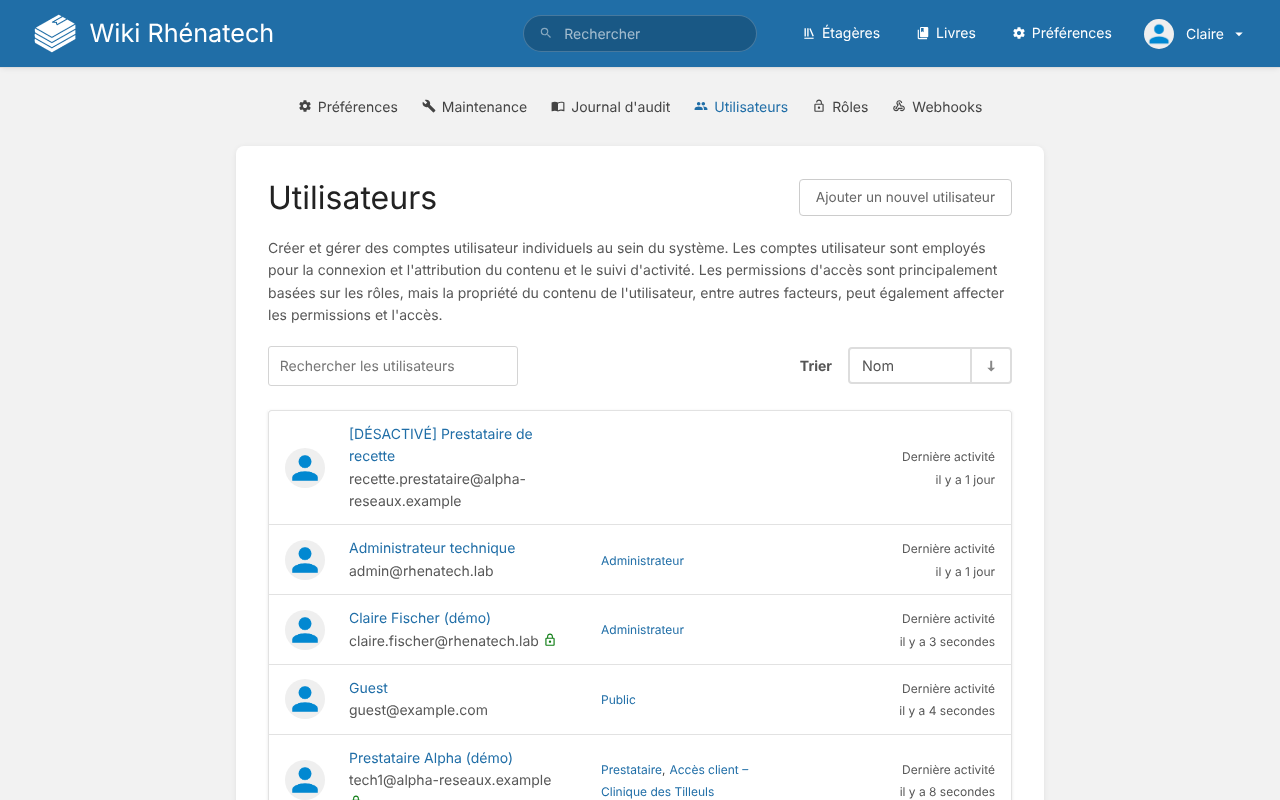 Wiki Rhénatech
Rechercher
Étagères
Livres
Préférences
Claire
Préférences
Maintenance
Journal d'audit
Utilisateurs
Rôles
Webhooks
Utilisateurs
Ajouter un nouvel utilisateur
Créer et gérer des comptes utilisateur individuels au sein du système. Les comptes utilisateur sont employés
pour la connexion et l'attribution du contenu et le suivi d'activité. Les permissions d'accès sont principalement
basées sur les rôles, mais la propriété du contenu de l'utilisateur, entre autres facteurs, peut également affecter
les permissions et l'accès.
Rechercher les utilisateurs
Trier
Nom
[DÉSACTIVÉ] Prestataire de
recette
recette.prestataire@alpha-
reseaux.example
Dernière activité
il y a 1 jour
Administrateur technique
admin@rhenatech.lab
Administrateur
Dernière activité
il y a 1 jour
Claire Fischer (démo)
claire.fischer@rhenatech.lab
Administrateur
Dernière activité
il y a 3 secondes
Guest
guest@example.com
Public
Dernière activité
il y a 4 secondes
Prestataire Alpha (démo)
tech1@alpha-reseaux.example
Prestataire, Accès client –
Clinique des Tilleuls
Dernière activité
il y a 8 secondes